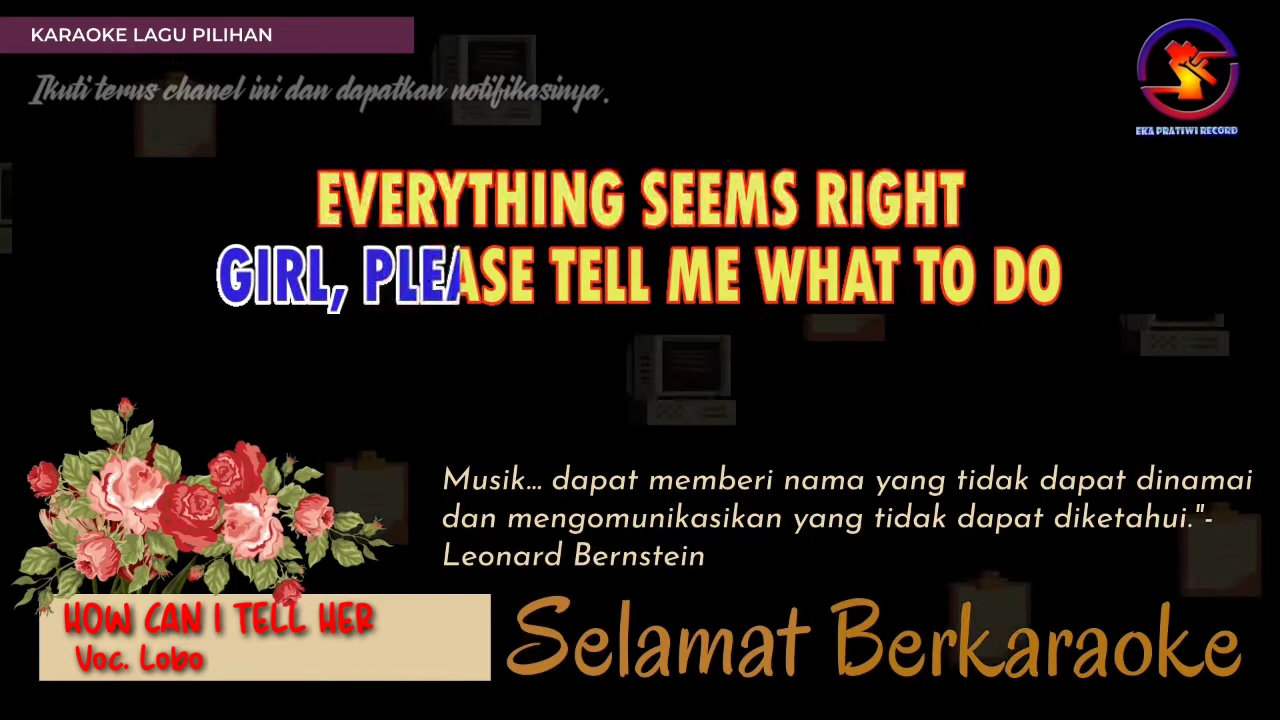 KARAOKE LAGU PILIHAN
Ikuti terus chanel ini dan dapatkan notifikasinya.
EKA PRATIWI RECORD
EVERYTHING SEEMS RIGHT
GIRL, PLEASE TELL ME WHAT TO DO
Musik... dapat memberi nama yang tidak dapat dinamai
dan mengomunikasikan yang tidak dapat diketahui."-
Leonard Bernstein
HOW CAN I TELL HER
Voc. Lobo
Selamat Berkaraoke